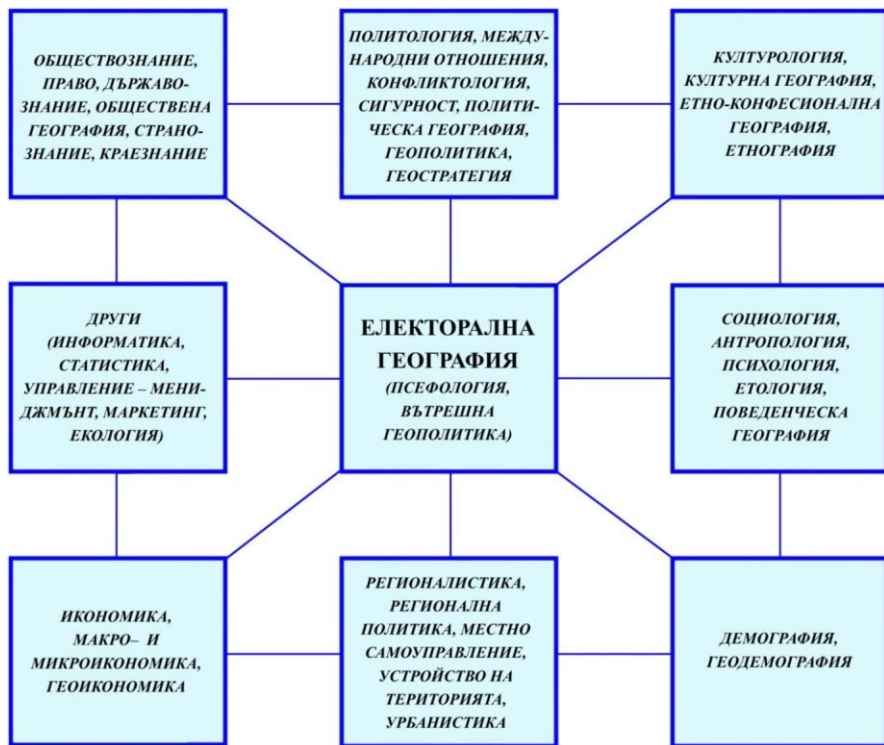 ОБЩЕСТВОЗНАНИЕ,
ПРАВО, ДЪРЖАВО-
ЗНАНИЕ, ОБЩЕСТВЕНА
ГЕОГРАФИЯ, СТРАНО-
ЗНАНИЕ, КРАЕЗНАНИЕ
ПОЛИТОЛОГИЯ, МЕЖДУ-
НАРОДНИ ОТНОШЕНИЯ,
КОНФЛИКТОЛОГИЯ,
СИГУРНОСТ, ПОЛИТИ-
ЧЕСКА ГЕОГРАФИЯ,
ГЕОПОЛИТИКА,
ГЕОСТРАТЕГИЯ
КУЛТУРОЛОГИЯ,
КУЛТУРНА ГЕОГРАФИЯ,
ЕТНО-КОНФЕСИОНАЛНА
ГЕОГРАФИЯ,
ЕТНОГРАФИЯ
ДРУГИ
(ИНФОРМАТИКА,
СТАТИСТИКА,
УПРАВЛЕНИЕ – МЕНИ-
ДЖМЪНТ, МАРКЕТИНГ,
ЕКОЛОГИЯ)
ЕЛЕКТОРАЛНА
ГЕОГРАФИЯ
(ПСЕФОЛОГИЯ,
ВЪТРЕШНА
ГЕОПОЛИТИКА)
СОЦИОЛОГИЯ,
АНТРОПОЛОГИЯ,
ПСИХОЛОГИЯ,
ЕТОЛОГИЯ,
ПОВЕДЕНЧЕСКА
ГЕОГРАФИЯ
ИКОНОМИКА,
МАКРО– И
МИКРОИКОНОМИКА,
ГЕОИКОНОМИКА
РЕГИОНАЛИСТИКА,
РЕГИОНАЛНА
ПОЛИТИКА, МЕСТНО
САМОУПРАВЛЕНИЕ,
УСТРОЙСТВО НА
ТЕРИТОРИЯТА,
УРБАНИСТИКА
ДЕМОГРАФИЯ,
ГЕОДЕМОГРАФИЯ